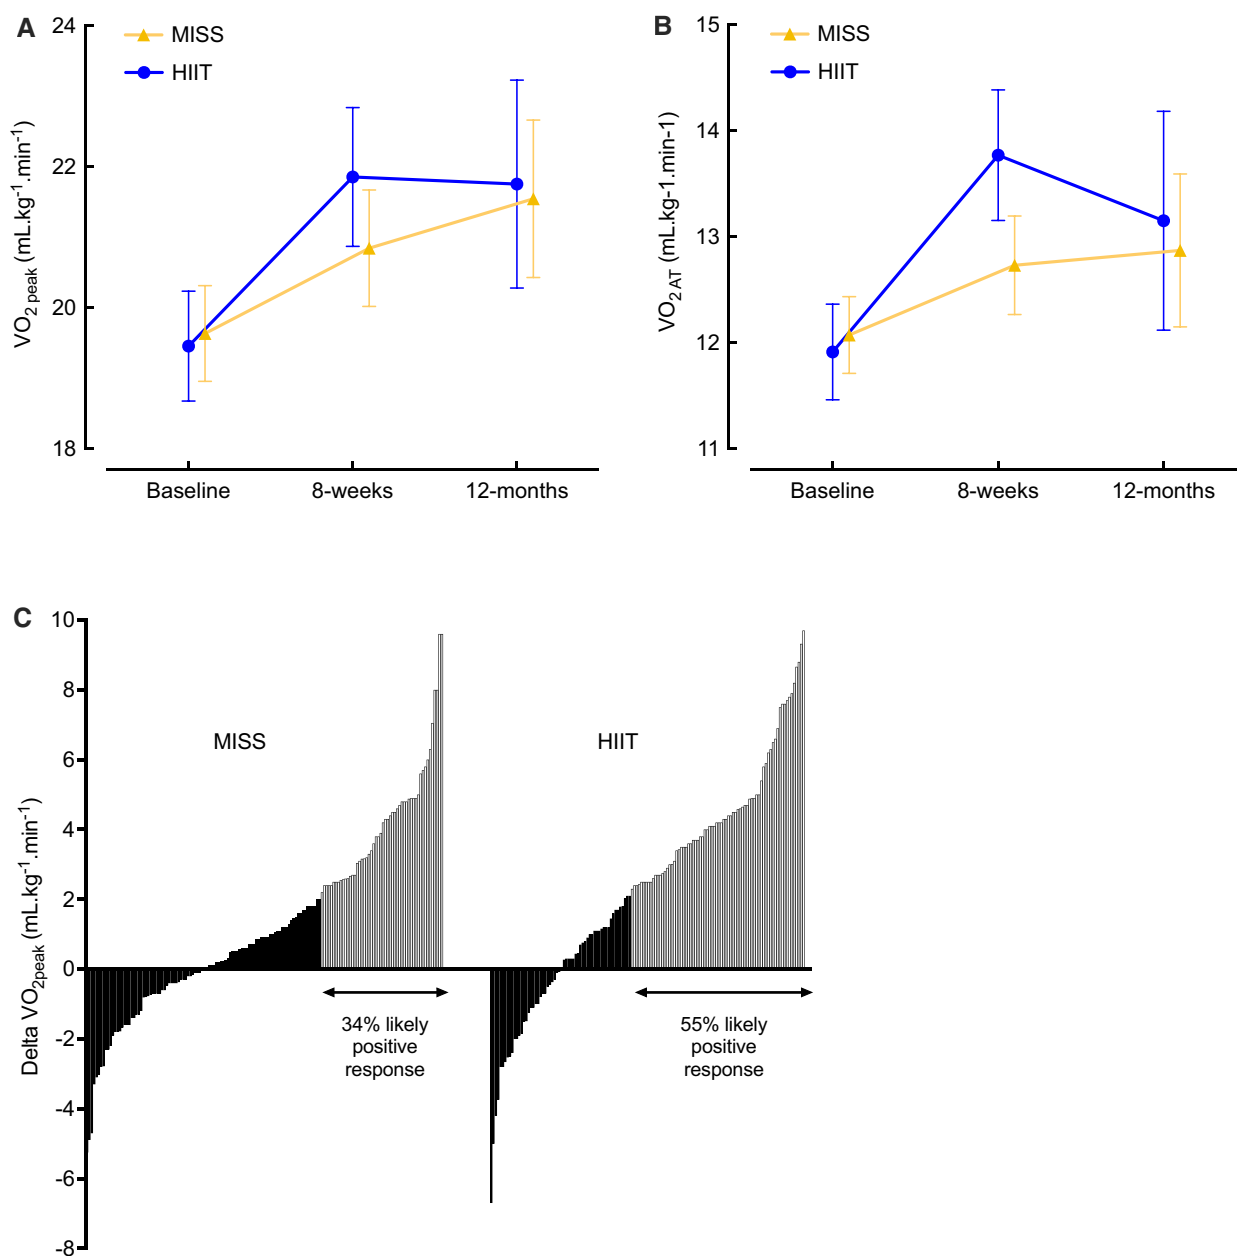 A
MISS
HIIT
24
22
20
18
VO2 peak (mL.kg-1.min-1)
Baseline
8-weeks
12-months
B
MISS
HIIT
15
14
13
12
11
VO2 AT (mL.kg-1.min-1)
Baseline
8-weeks
12-months
C
10
8
6
4
2
0
-2
-4
-6
-8
Delta VO2peak (mL.kg-1.min-1)
MISS
HIIT
34% likely
positive
response
55% likely
positive
response